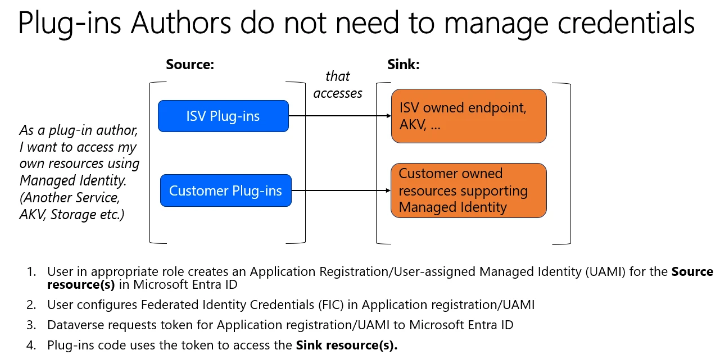 Plug-ins Authors do not need to manage credentials
Source:
that
accesses
Sink:
As a plug-in author,
I want to access my
own resources using
Managed Identity.
(Another Service,
AKV, Storage etc.)
ISV Plug-ins
Customer Plug-ins
ISV owned endpoint,
AKV, ...
Customer owned
resources supporting
Managed Identity
1. User in appropriate role creates an Application Registration/User-assigned Managed Identity (UAMI) for the Source
resource(s) in Microsoft Entra ID
2. User configures Federated Identity Credentials (FIC) in Application registration/UAMI
3. Dataverse requests token for Application registration/UAMI to Microsoft Entra ID
4. Plug-ins code uses the token to access the Sink resource(s).